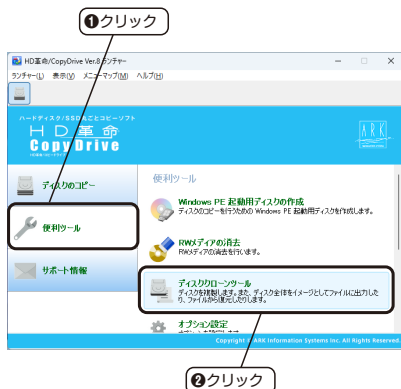 ❶クリック
HD革命/CopyDrive Ver.8 ランチャー
ランチャー(L) 表示(V) メニューマップ(M) ヘルプ(H)
ハードディスク/SSD丸ごとコピーソフト
HD革命
CopyDrive
ARK
ディスクのコピー
便利ツール
サポート情報
便利ツール
Windows PE 起動用ディスクの作成
ディスクのコピーを行うための Windows PE 起動用ディスクを作成します。
RWメディアの消去
RWメディアの消去を行います。
ディスククローンツール
ディスクを複製します。また、ディスク全体をイメージとしてファイルに出力した
り、ファイルから復元したりします。
オプション設定
Copyright © ARK Information Systems Inc. All Rights Reserved
❷クリック